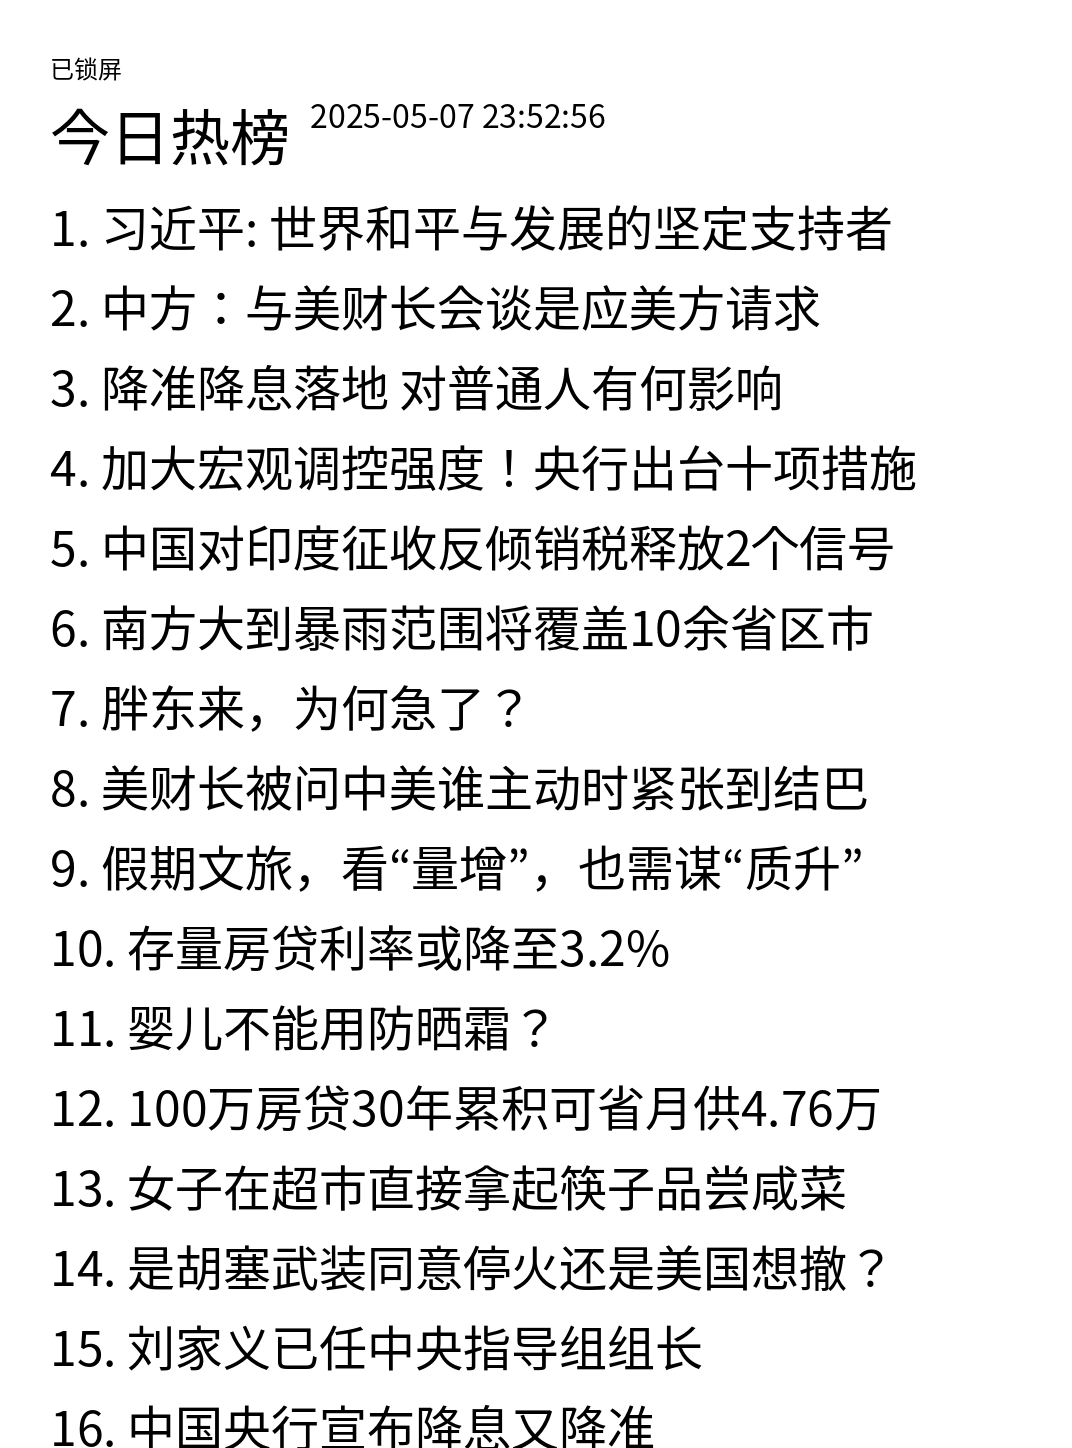 已锁屏
今日热榜 2025-05-07 23:52:56
1. 习近平: 世界和平与发展的坚定支持者
2. 中方：与美财长会谈是应美方请求
3. 降准降息落地 对普通人有何影响
4. 加大宏观调控强度！央行出台十项措施
5. 中国对印度征收反倾销税释放2个信号
6. 南方大到暴雨范围将覆盖10余省区市
7. 胖东来，为何急了？
8. 美财长被问中美谁主动时紧张到结巴
9. 假期文旅，看“量增”，也需谋“质升”
10. 存量房贷利率或降至3.2%
11. 婴儿不能用防晒霜？
12. 100万房贷30年累积可省月供4.76万
13. 女子在超市直接拿起筷子品尝咸菜
14. 是胡塞武装同意停火还是美国想撤？
15. 刘家义已任中央指导组组长
16. 中国央行宣布降息又降准